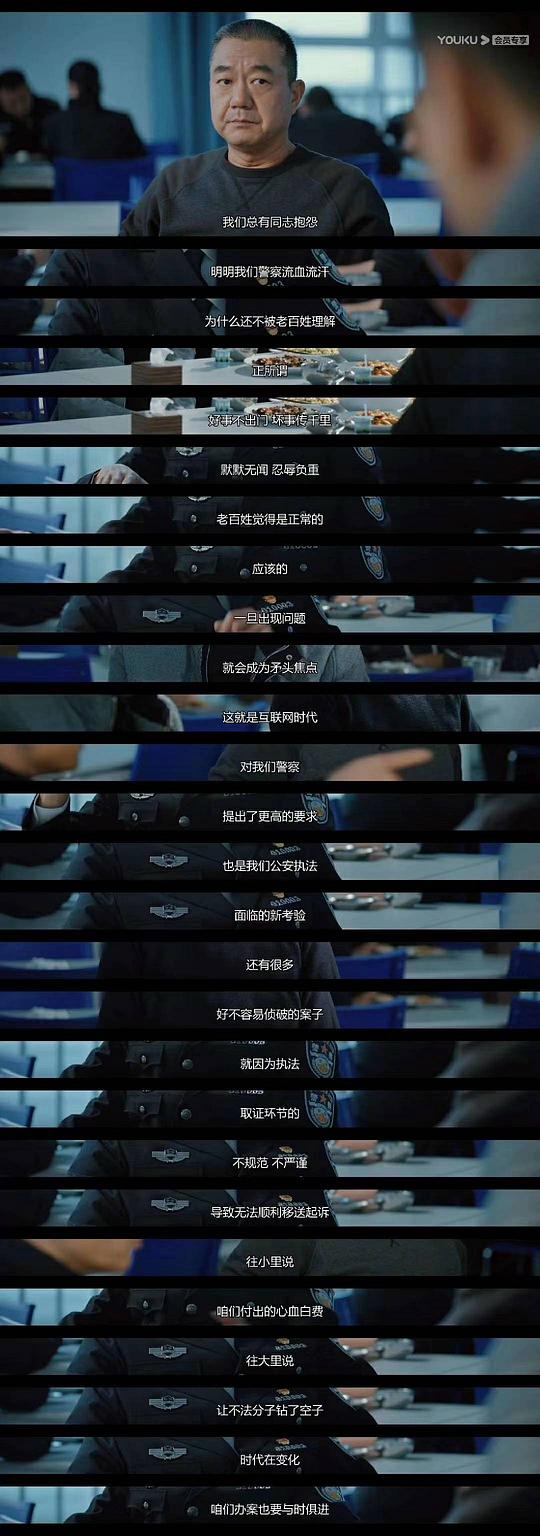 YOUKU 会员专享
我们总有同志抱怨
明明我们警察流血流汗
为什么还不被老百姓理解
正所谓
好事不出门 坏事传千里
默默无闻 忍辱负重
老百姓觉得是正常的
应该的
一旦出现问题
就会成为矛头焦点
这就是互联网时代
对我们警察
提出了更高的要求
也是我们公安执法
面临的新考验
还有很多
好不容易侦破的案子
就因为执法
取证环节的
不规范 不严谨
导致无法顺利移送起诉
往小里说
咱们付出的心血白费
往大里说
让不法分子钻了空子
时代在变化
咱们办案也要与时俱进